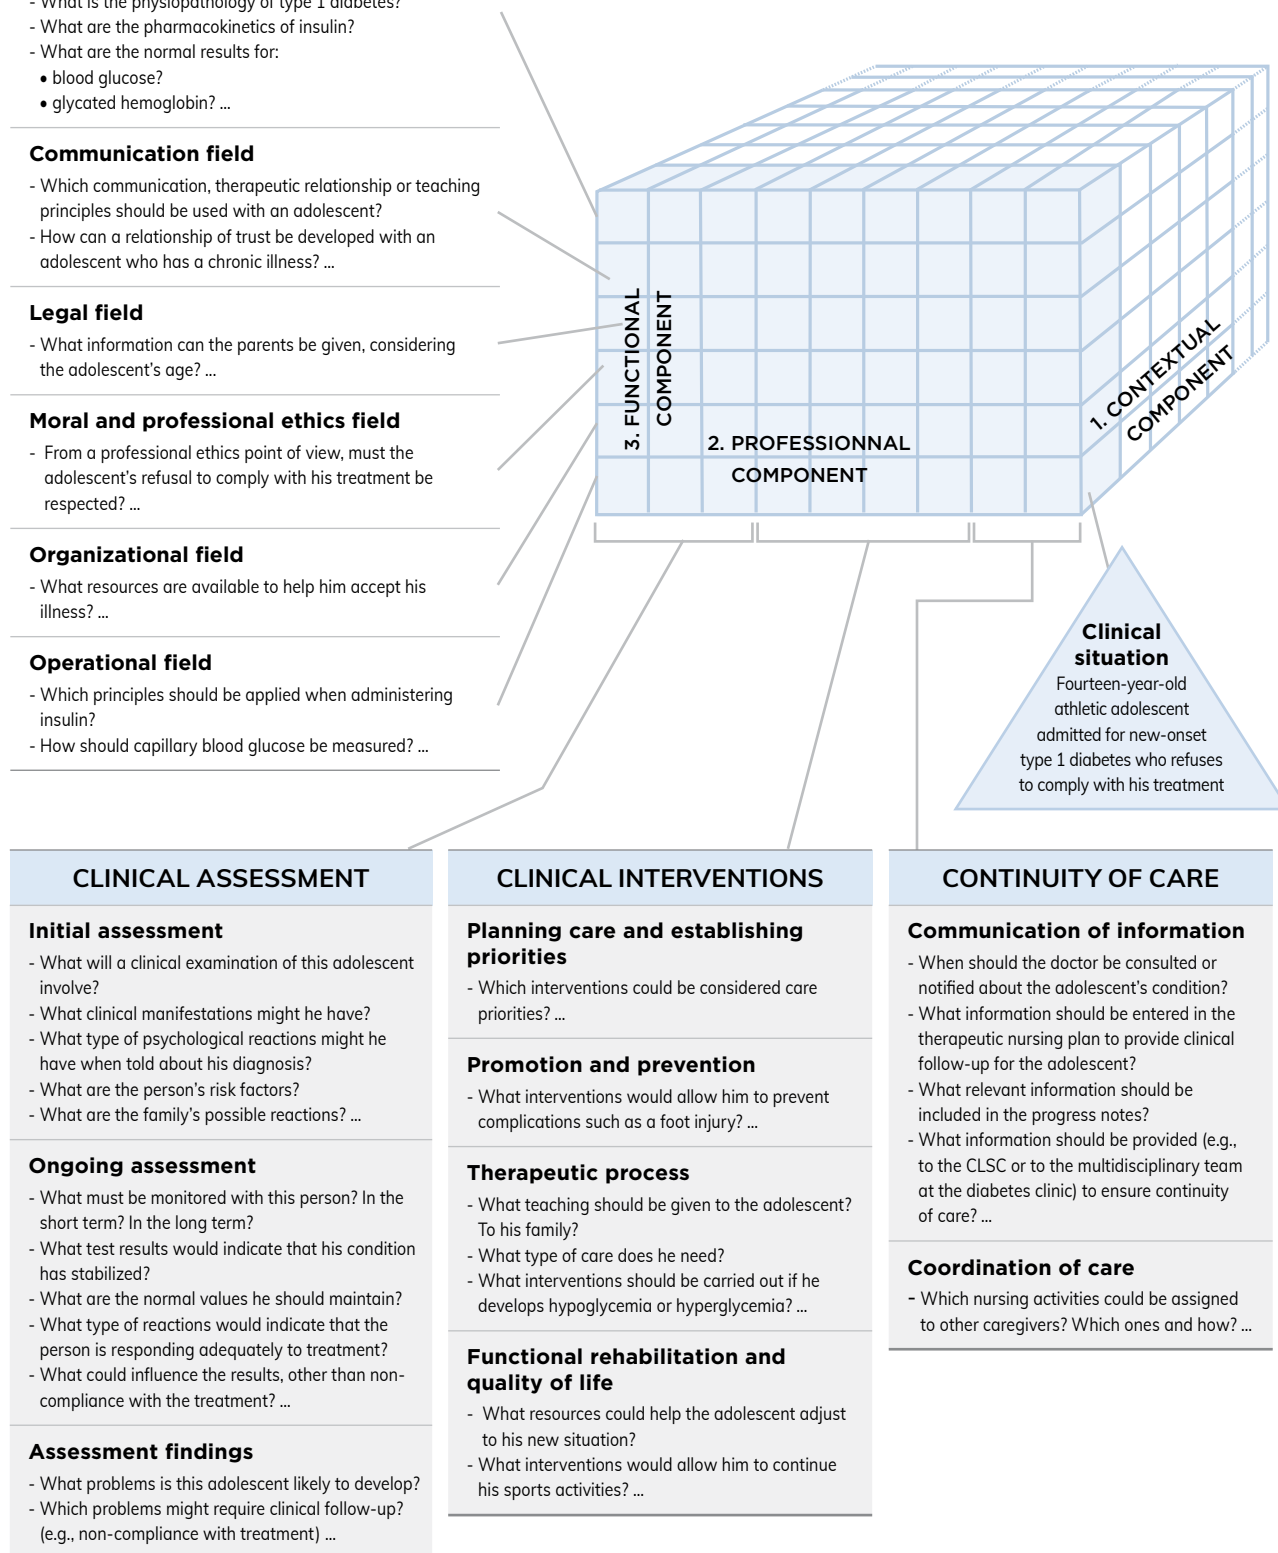 - What is the physiopathology of type 1 diabetes?
- What are the pharmacokinetics of insulin?
- What are the normal results for:
• blood glucose?
• glycated hemoglobin? ...
Communication field
- Which communication, therapeutic relationship or teaching
principles should be used with an adolescent?
- How can a relationship of trust be developed with an
adolescent who has a chronic illness? ...
Legal field
- What information can the parents be given, considering
the adolescent's age? ...
Moral and professional ethics field
- From a professional ethics point of view, must the
adolescent's refusal to comply with his treatment be
respected? ...
Organizational field
- What resources are available to help him accept his
illness? ...
Operational field
- Which principles should be applied when administering
insulin?
- How should capillary blood glucose be measured? ...
3. FUNCTIONAL
COMPONENT
2. PROFESSIONNAL
COMPONENT
1. CONTEXTUAL
COMPONENT
Clinical
situation
Fourteen-year-old
athletic adolescent
admitted for new-onset
type 1 diabetes who refuses
to comply with his treatment
CLINICAL ASSESSMENT
Initial assessment
- What will a clinical examination of this adolescent
involve?
- What clinical manifestations might he have?
- What type of psychological reactions might he
have when told about his diagnosis?
- What are the person's risk factors?
- What are the family's possible reactions? ...
Ongoing assessment
- What must be monitored with this person? In the
short term? In the long term?
- What test results would indicate that his condition
has stabilized?
- What are the normal values he should maintain?
- What type of reactions would indicate that the
person is responding adequately to treatment?
- What could influence the results, other than non-
compliance with the treatment? ...
Assessment findings
- What problems is this adolescent likely to develop?
- Which problems might require clinical follow-up?
(e.g., non-compliance with treatment) ...
CLINICAL INTERVENTIONS
Planning care and establishing
priorities
- Which interventions could be considered care
priorities? ...
Promotion and prevention
- What interventions would allow him to prevent
complications such as a foot injury? ...
Therapeutic process
- What teaching should be given to the adolescent?
To his family?
- What type of care does he need?
- What interventions should be carried out if he
develops hypoglycemia or hyperglycemia? ...
Functional rehabilitation and
quality of life
- What resources could help the adolescent adjust
to his new situation?
- What interventions would allow him to continue
his sports activities? ...
CONTINUITY OF CARE
Communication of information
- When should the doctor be consulted or
notified about the adolescent's condition?
- What information should be entered in the
therapeutic nursing plan to provide clinical
follow-up for the adolescent?
- What relevant information should be
included in the progress notes?
- What information should be provided (e.g.,
to the CLSC or to the multidisciplinary team
at the diabetes clinic) to ensure continuity
of care? ...
Coordination of care
- Which nursing activities could be assigned
to other caregivers? Which ones and how? ...